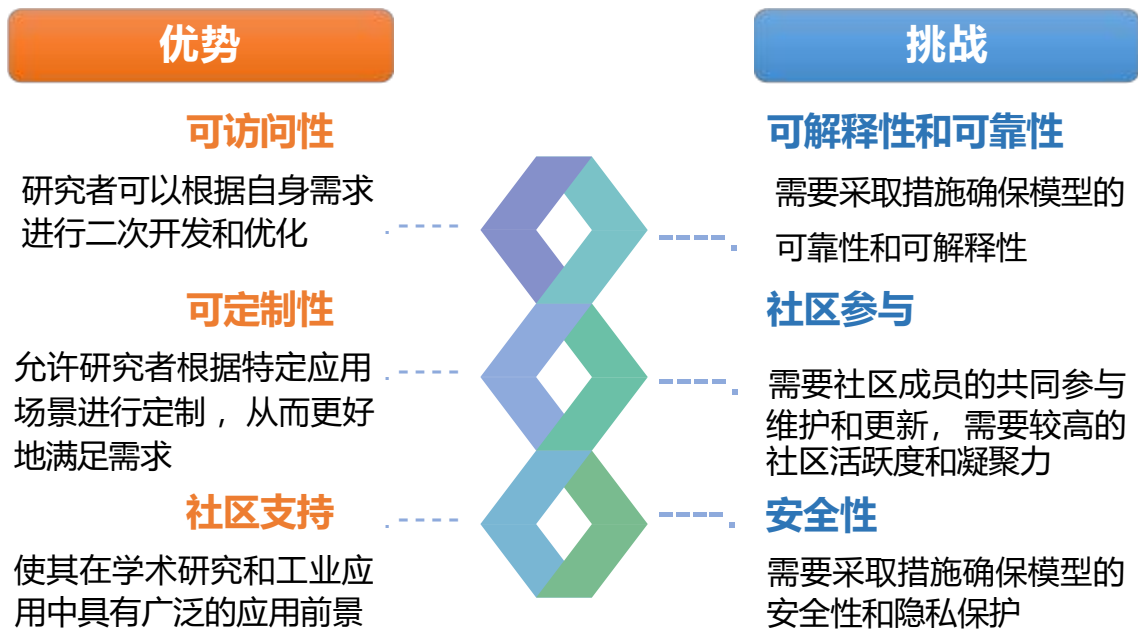 优势
可访问性
研究者可以根据自身需求
进行二次开发和优化
可定制性
允许研究者根据特定应用
场景进行定制，从而更好
地满足需求
社区支持
使其在学术研究和工业应
用中具有广泛的应用前景
挑战
可解释性和可靠性
需要采取措施确保模型的
可靠性和可解释性
社区参与
需要社区成员的共同参与
维护和更新，需要较高的
社区活跃度和凝聚力
安全性
需要采取措施确保模型的
安全性和隐私保护